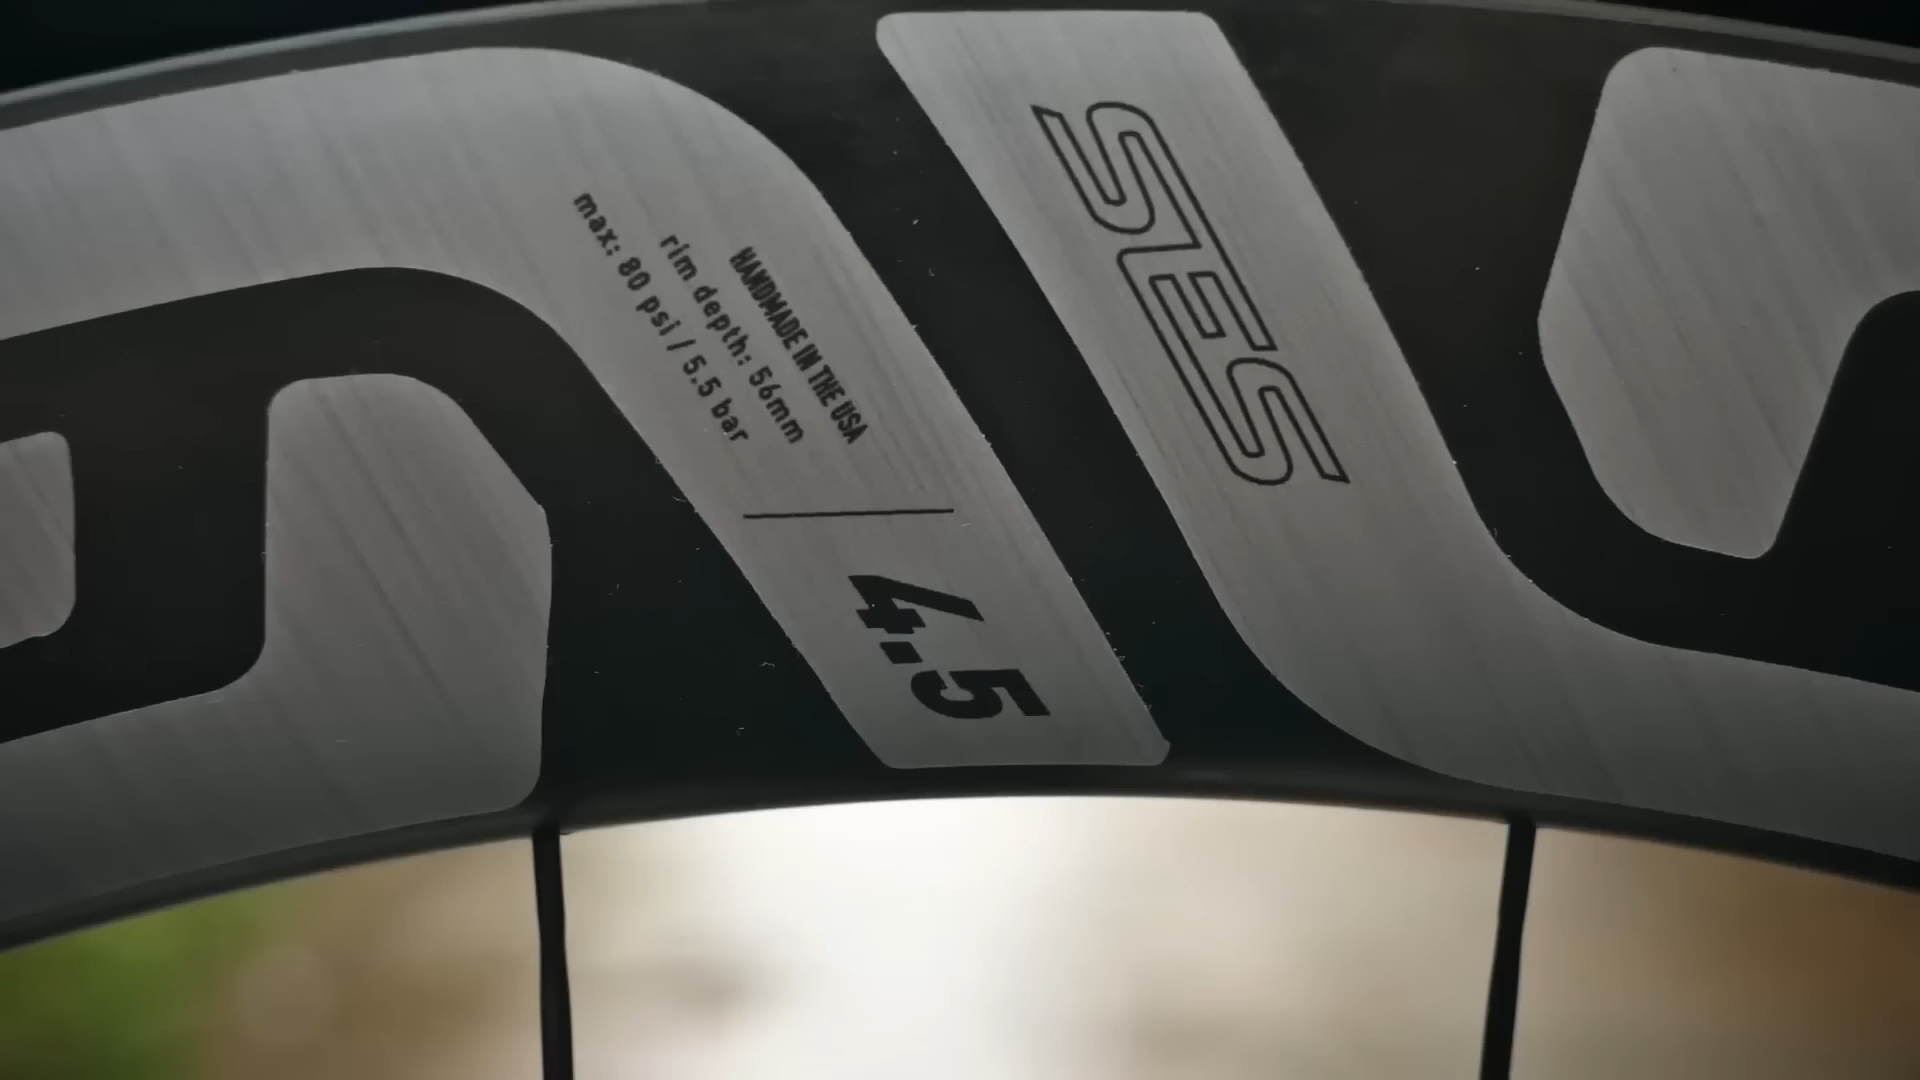 SES
HANDMADE IN THE USA
rim depth: 56mm
max: 80 psi / 5.5 bar
4.5